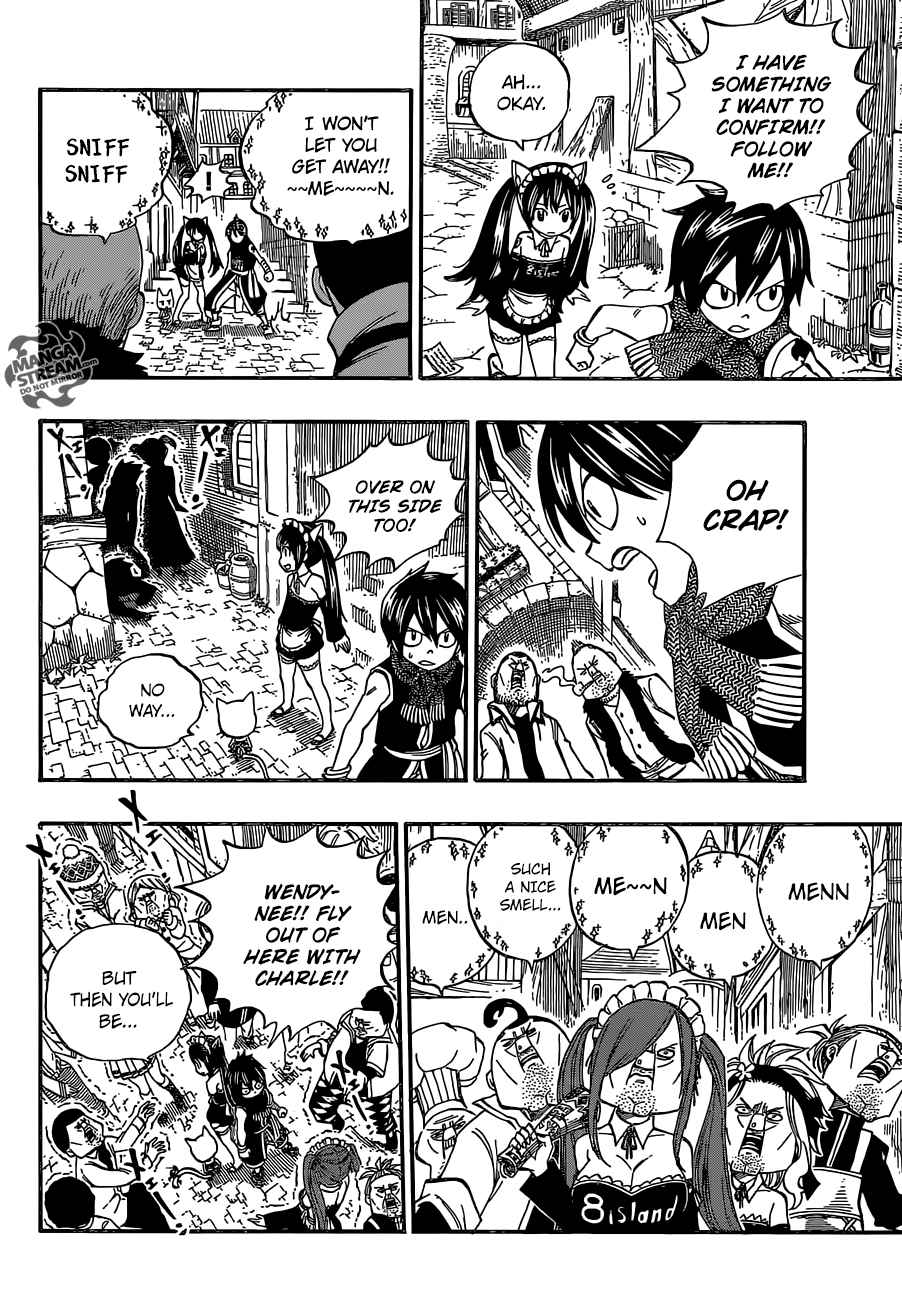 I HAVE
SOMETHING
I WANT TO
CONFIRM!!
FOLLOW
ME!!
AH...
OKAY.
8island
I WON'T
LET YOU
GET AWAY!!
~~ME~~~~N.
!
SNIFF
SNIFF
MANGA
STREAM.com
DO NOT MIRROR
OH
CRAP!
OVER ON
THIS SIDE
TOO!
NO
WAY...
MENN
MEN
ME~~N
SUCH
A NICE
SMELL...
MEN..
8island
WENDY-
NEE!! FLY
OUT OF
HERE WITH
CHARLE!!
BUT
THEN YOU'LL
BE...